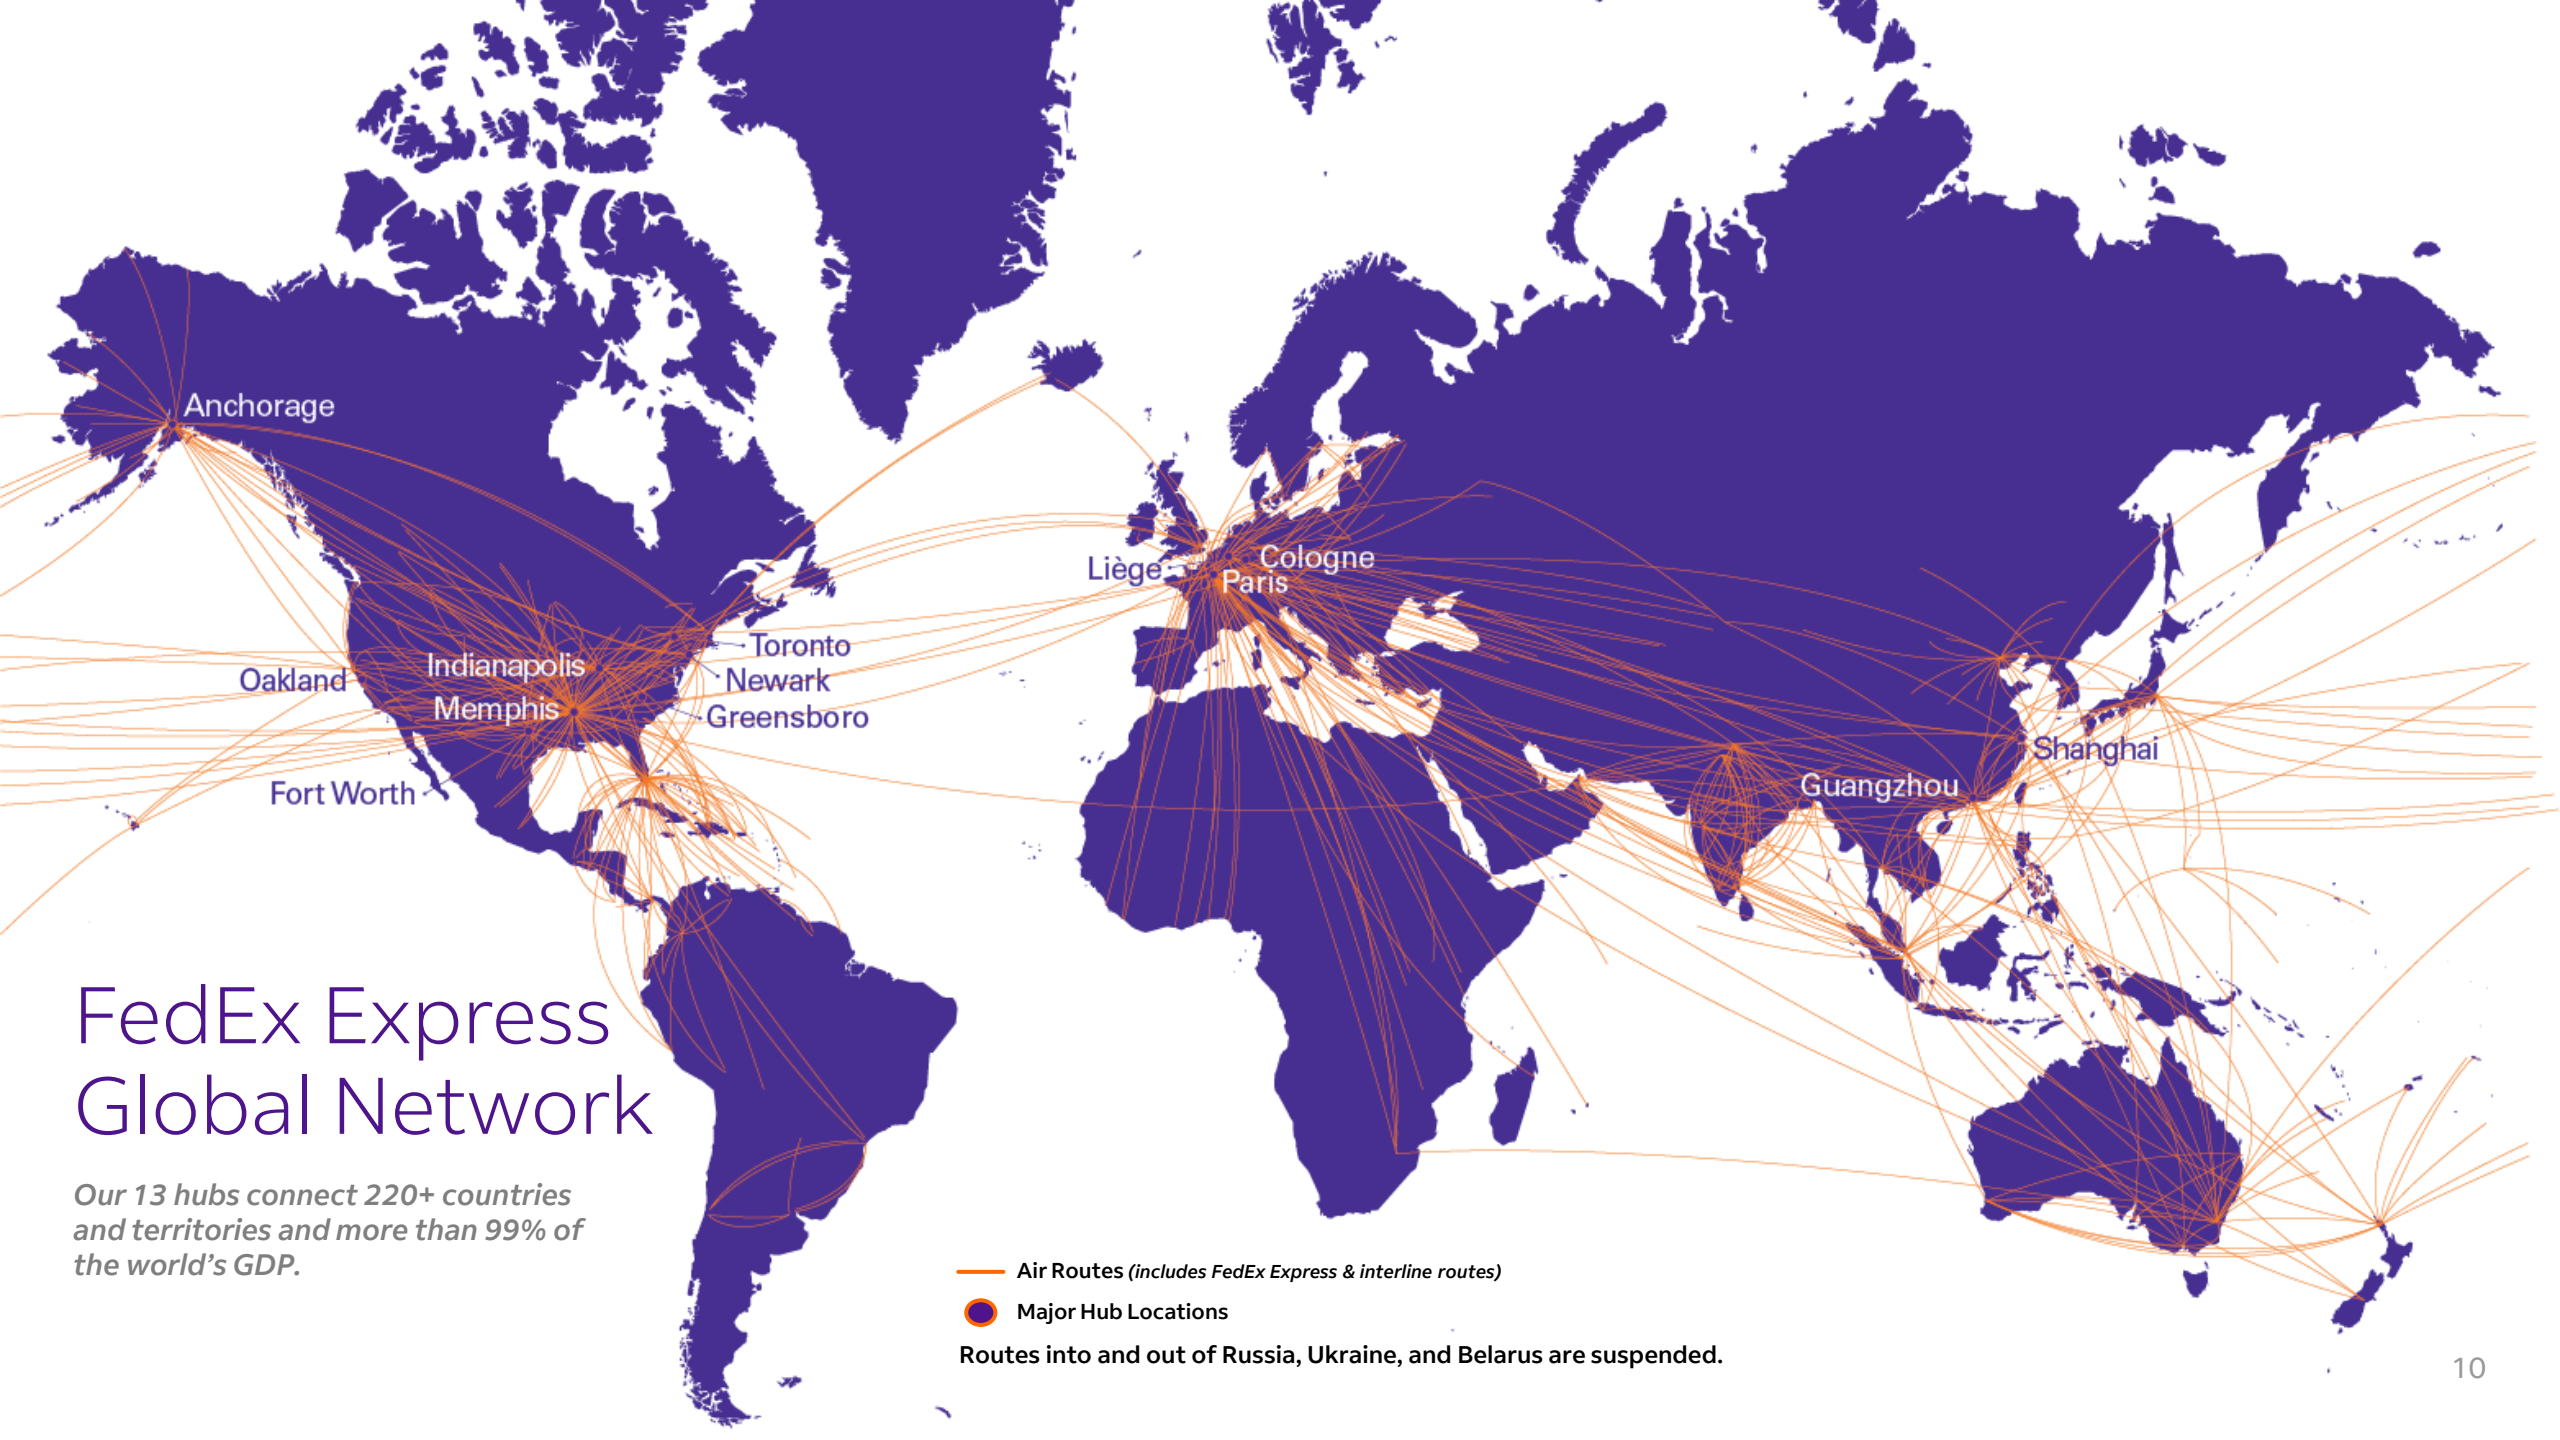 Anchorage
Liège
Cologne
Paris
Toronto
Indianapolis
Oakland
Newark
Memphis
Greensboro
Shanghai
Guangzhou
Fort Worth
FedEx Express
Global Network
Our 13 hubs connect 220+ countries
and territories and more than 99% of
the world’s GDP.
Air Routes (includes FedEx Express & interline routes)
Major Hub Locations
Routes into and out of Russia, Ukraine, and Belarus are suspended.
10